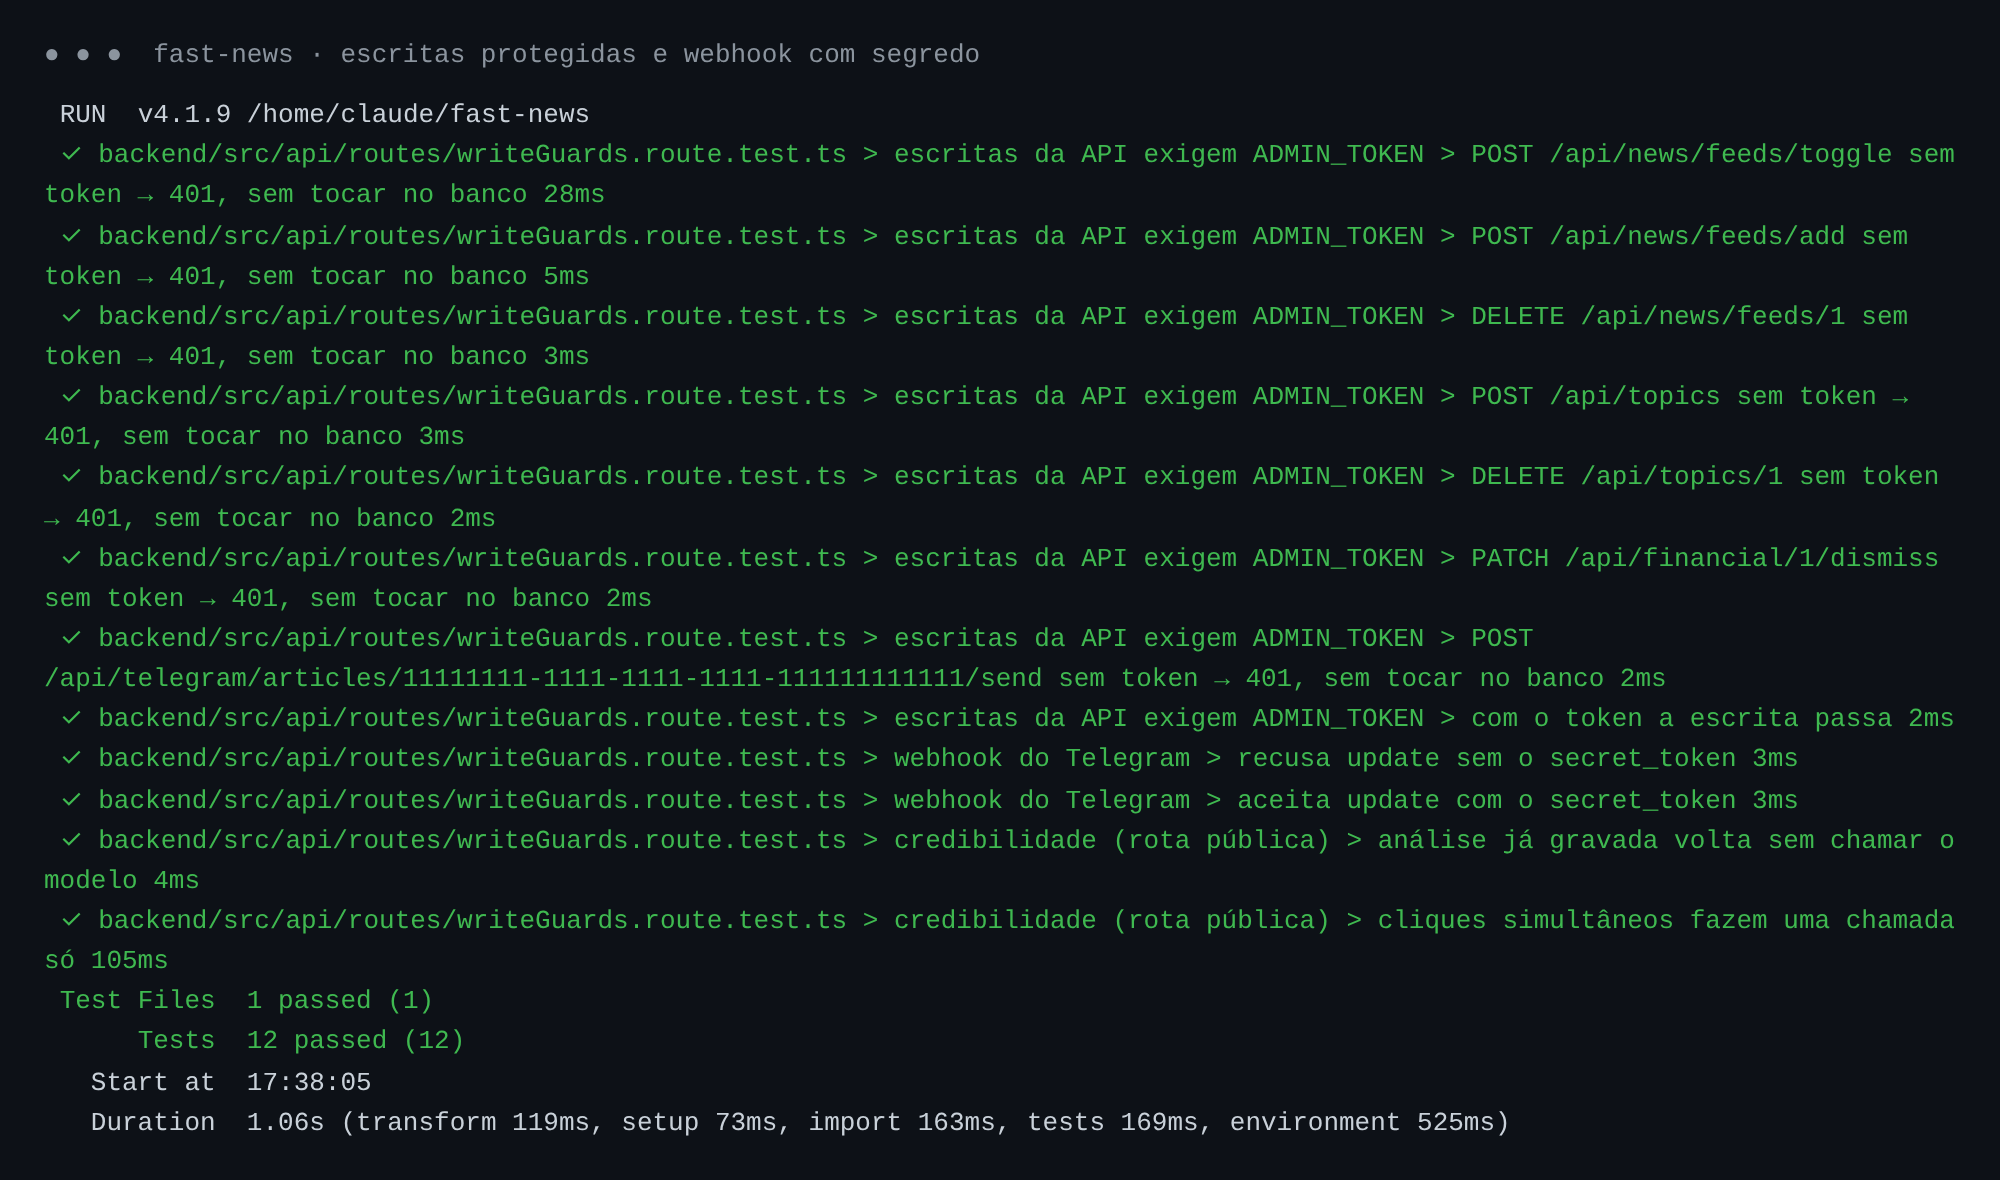 ● ● ●  fast-news · escritas protegidas e webhook com segredo
RUN  v4.1.9 /home/claude/fast-news
✓ backend/src/api/routes/writeGuards.route.test.ts > escritas da API exigem ADMIN_TOKEN > POST /api/news/feeds/toggle sem
token → 401, sem tocar no banco 28ms
✓ backend/src/api/routes/writeGuards.route.test.ts > escritas da API exigem ADMIN_TOKEN > POST /api/news/feeds/add sem
token → 401, sem tocar no banco 5ms
✓ backend/src/api/routes/writeGuards.route.test.ts > escritas da API exigem ADMIN_TOKEN > DELETE /api/news/feeds/1 sem
token → 401, sem tocar no banco 3ms
✓ backend/src/api/routes/writeGuards.route.test.ts > escritas da API exigem ADMIN_TOKEN > POST /api/topics sem token →
401, sem tocar no banco 3ms
✓ backend/src/api/routes/writeGuards.route.test.ts > escritas da API exigem ADMIN_TOKEN > DELETE /api/topics/1 sem token
→ 401, sem tocar no banco 2ms
✓ backend/src/api/routes/writeGuards.route.test.ts > escritas da API exigem ADMIN_TOKEN > PATCH /api/financial/1/dismiss
sem token → 401, sem tocar no banco 2ms
✓ backend/src/api/routes/writeGuards.route.test.ts > escritas da API exigem ADMIN_TOKEN > POST
/api/telegram/articles/11111111-1111-1111-1111-111111111111/send sem token → 401, sem tocar no banco 2ms
✓ backend/src/api/routes/writeGuards.route.test.ts > escritas da API exigem ADMIN_TOKEN > com o token a escrita passa 2ms
✓ backend/src/api/routes/writeGuards.route.test.ts > webhook do Telegram > recusa update sem o secret_token 3ms
✓ backend/src/api/routes/writeGuards.route.test.ts > webhook do Telegram > aceita update com o secret_token 3ms
✓ backend/src/api/routes/writeGuards.route.test.ts > credibilidade (rota pública) > análise já gravada volta sem chamar o
modelo 4ms
✓ backend/src/api/routes/writeGuards.route.test.ts > credibilidade (rota pública) > cliques simultâneos fazem uma chamada
só 105ms
Test Files  1 passed (1)
Tests  12 passed (12)
Start at  17:38:05
Duration  1.06s (transform 119ms, setup 73ms, import 163ms, tests 169ms, environment 525ms)